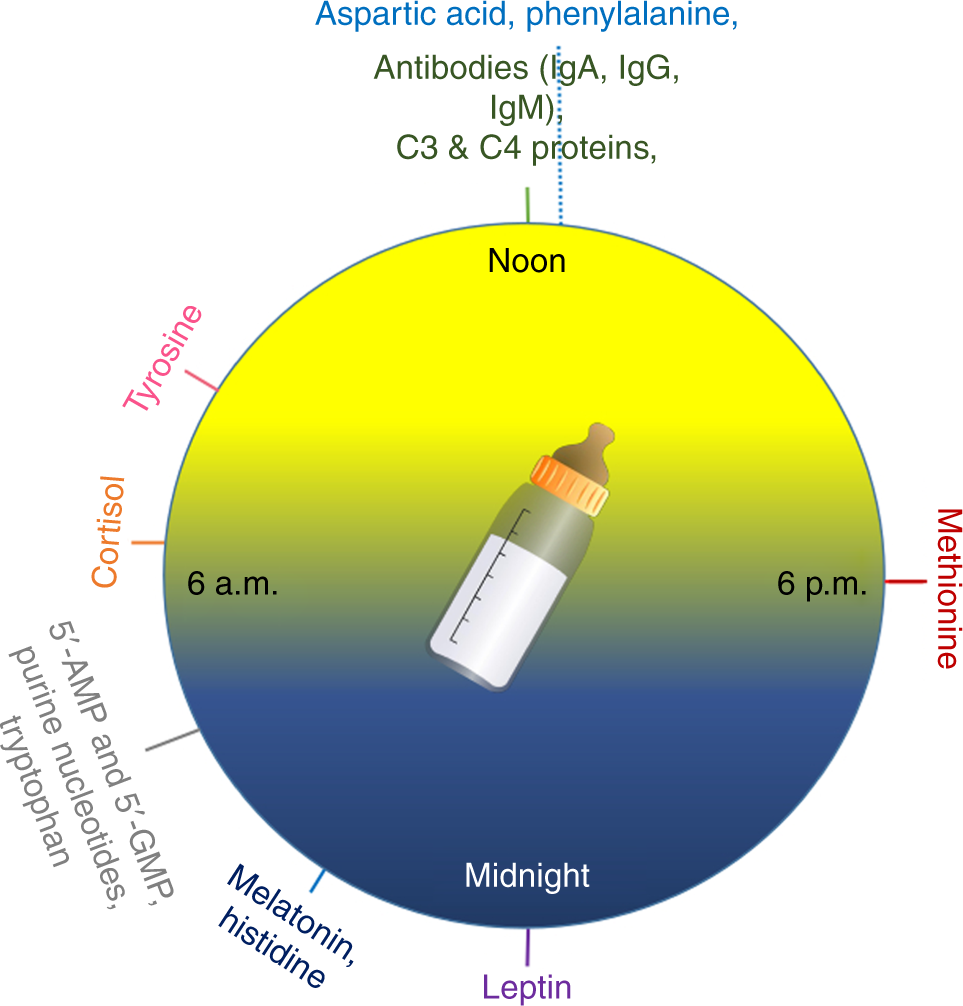 Aspartic acid, phenylalanine,
Antibodies (IgA, IgG,
IgM),
C3 & C4 proteins,
Noon
Tyrosine
Cortisol
6 a.m.
6 p.m.
Methionine
5′-AMP and 5′-GMP,
purine nucleotides,
tryptophan
Melatonin,
histidine
Midnight
Leptin